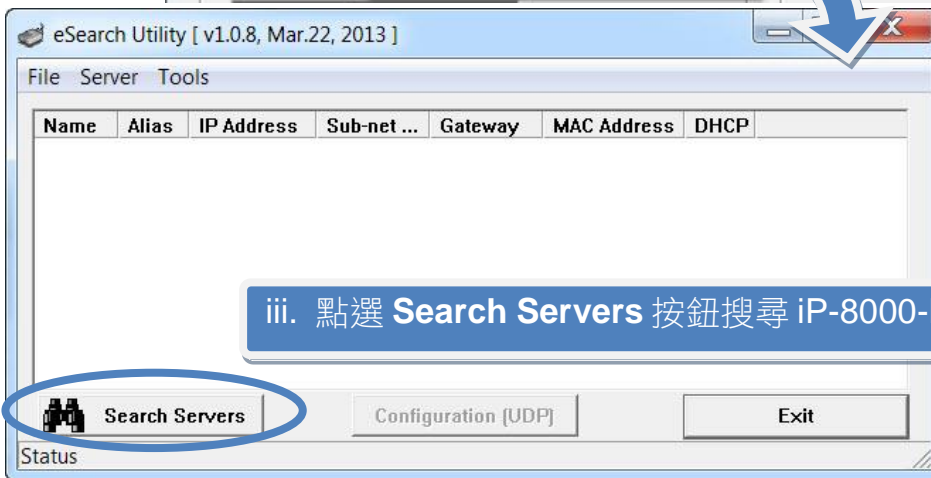 eSearch Utility [ v1.0.8, Mar.22, 2013 ]
File Server Tools
Name Alias IP Address Sub-net ... Gateway MAC Address DHCP
iii. 點選 Search Servers 按鈕搜尋 iP-8000-
Search Servers Configuration (UDP) Exit
Status